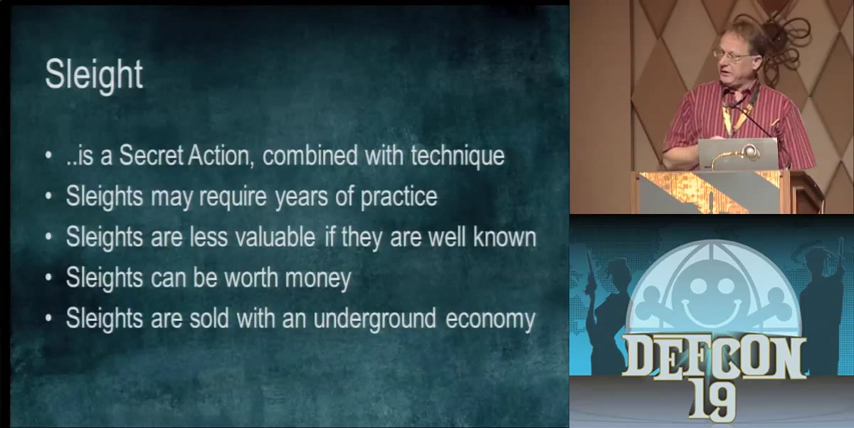 Sleight
• ..is a Secret Action, combined with technique
• Sleights may require years of practice
• Sleights are less valuable if they are well known
• Sleights can be worth money
• Sleights are sold with an underground economy
DEFCON
19